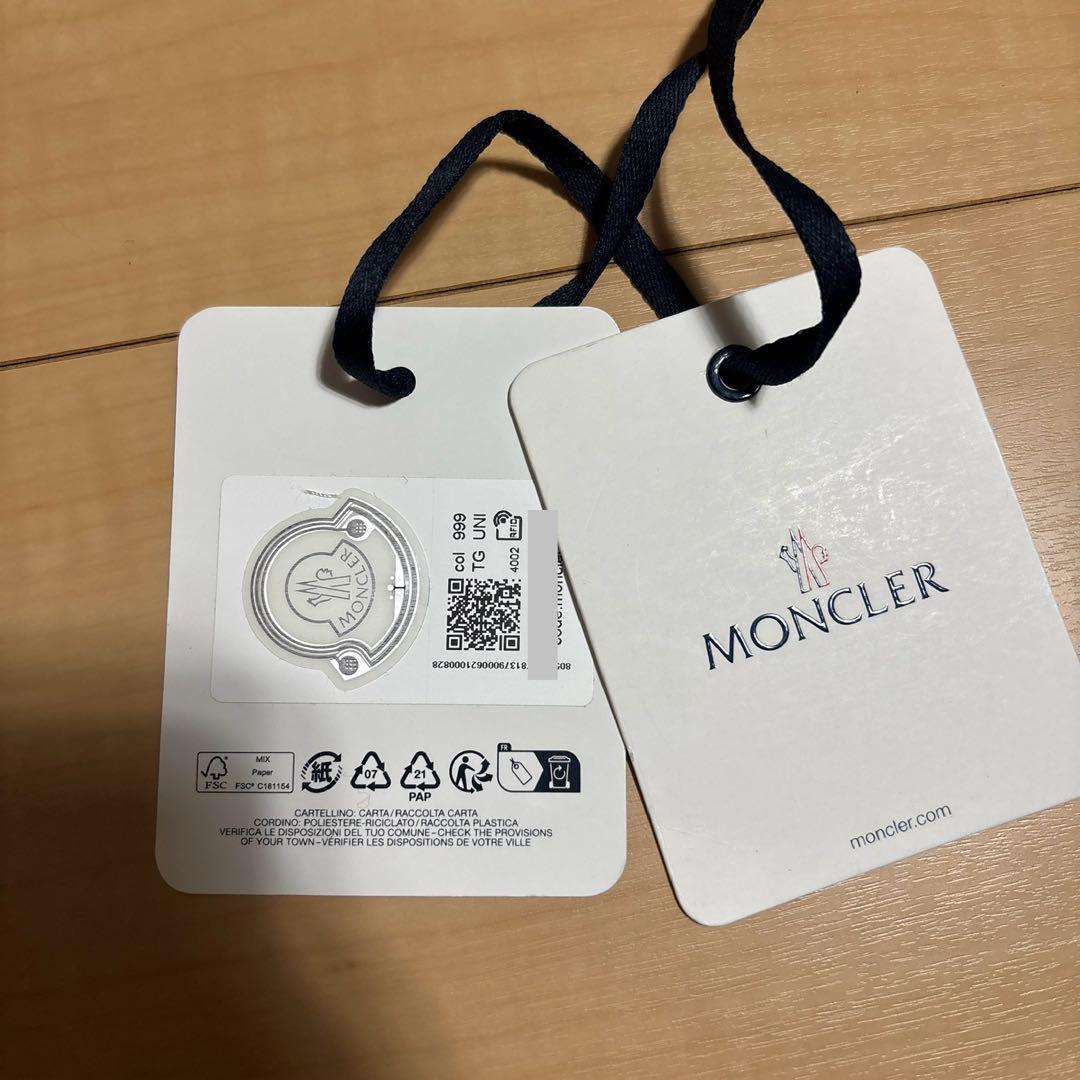 col 999
TG UNI
4002
RFID
MONCLER
MIX
Paper
FSC® C181154
FSC
紙
07
21
PAP
FR
CARTELLINO: CARTA/RACCOLTA CARTA
CORDINO: POLIESTERE-RICICLATO/RACCOLTA PLASTICA
VERIFICA LE DISPOSIZIONI DEL TUO COMUNE-CHECK THE PROVISIONS
OF YOUR TOWN-VÉRIFIER LES DISPOSITIONS DE VOTRE VILLE
MONCLER
moncler.com